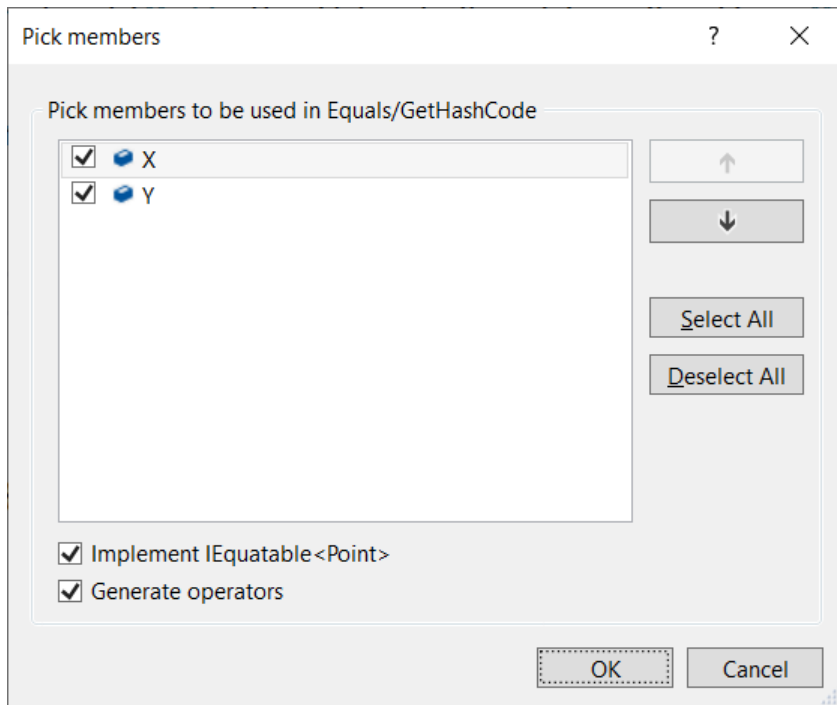 Pick members
?
Pick members to be used in Equals/GetHashCode
X
Y
Select All
Deselect All
Implement IEquatable<Point>
Generate operators
OK
Cancel